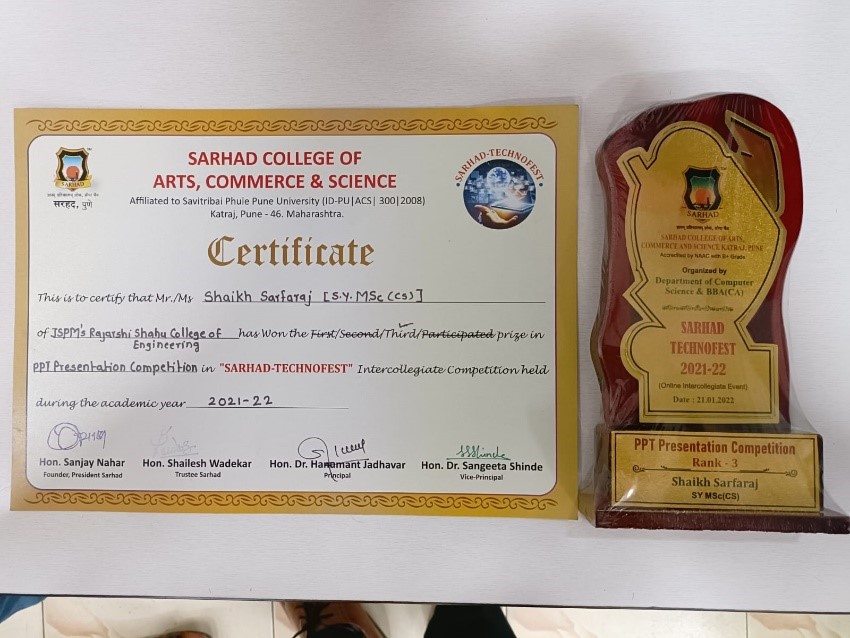 SARHAD
सरहद, पुणे
SARHAD COLLEGE OF
ARTS, COMMERCE & SCIENCE
Affiliated to Savitribai Phule Pune University (ID-PU|ACS| 300|2008)
Katraj, Pune - 46. Maharashtra.
SARHAD-TECHNOFEST
Certificate
This is to certify that Mr./Ms Shaikh Sarfaraj [S.Y. MSc (CS)]
of JSPM's Rajarshi Shahu College of Engineering has Won the First/Second/Third/Participated prize in
PPT Presentation Competition in "SARHAD-TECHNOFEST" Intercollegiate Competition held
during the academic year 2021-22
Hon. Sanjay Nahar
Founder, President Sarhad
Hon. Shailesh Wadekar
Trustee Sarhad
Hon. Dr. Hanamant Jadhavar
Principal
SSShinde
Hon. Dr. Sangeeta Shinde
Vice-Principal
SARHAD
SARHAD COLLEGE OF ARTS,
COMMERCE AND SCIENCE KATRAJ, PUNE
Accredited by NAAC with B+ Grade
Organized by
Department of Computer
Science & BBA(CA)
SARHAD
TECHNOFEST
2021-22
(Online Intercollegiate Event)
Date : 21.01.2022
PPT Presentation Competition
Rank - 3
Shaikh Sarfaraj
SY MSc(CS)